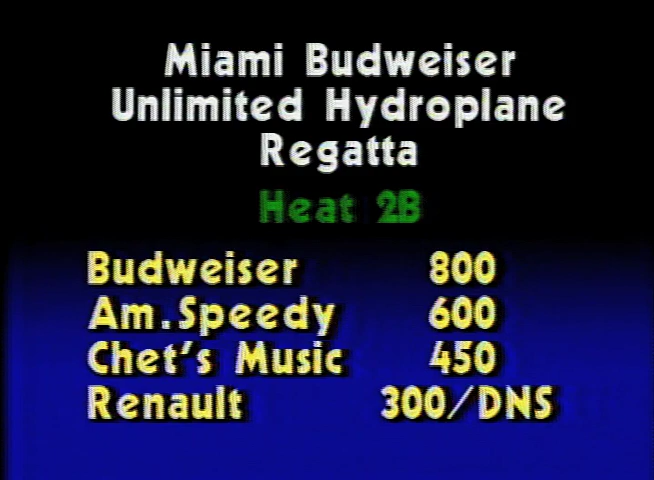 Miami Budweiser
Unlimited Hydroplane
Regatta
Heat 2B
Budweiser 800
Am.Speedy 600
Chet's Music 450
Renault 300/DNS